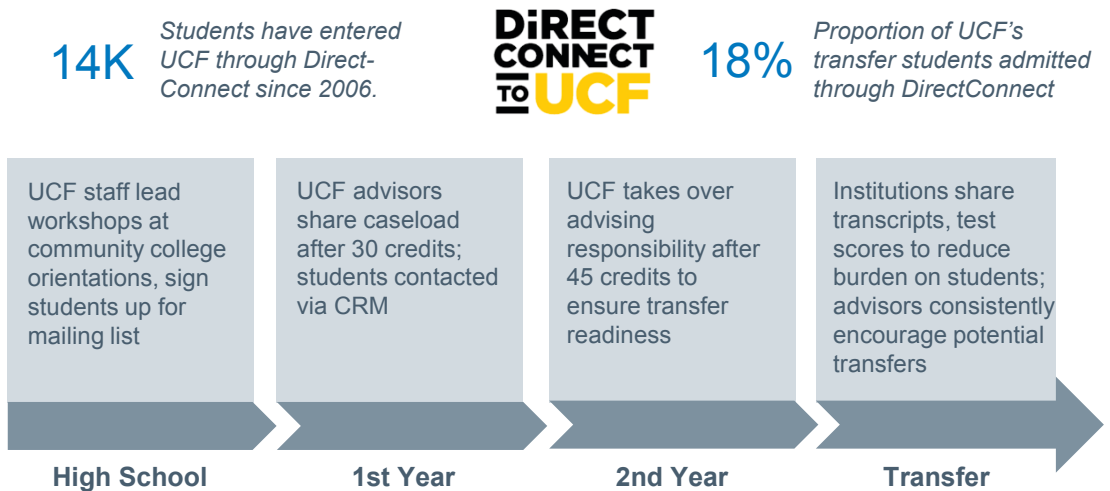 14K
Students have entered
UCF through Direct-
Connect since 2006.
DiRECT
CONNECT
TO UCF
18%
Proportion of UCF's
transfer students admitted
through DirectConnect
UCF staff lead
workshops at
community college
orientations, sign
students up for
mailing list
UCF advisors
share caseload
after 30 credits;
students contacted
via CRM
UCF takes over
advising
responsibility after
45 credits to
ensure transfer
readiness
Institutions share
transcripts, test
scores to reduce
burden on students;
advisors consistently
encourage potential
transfers
High School
1st Year
2nd Year
Transfer